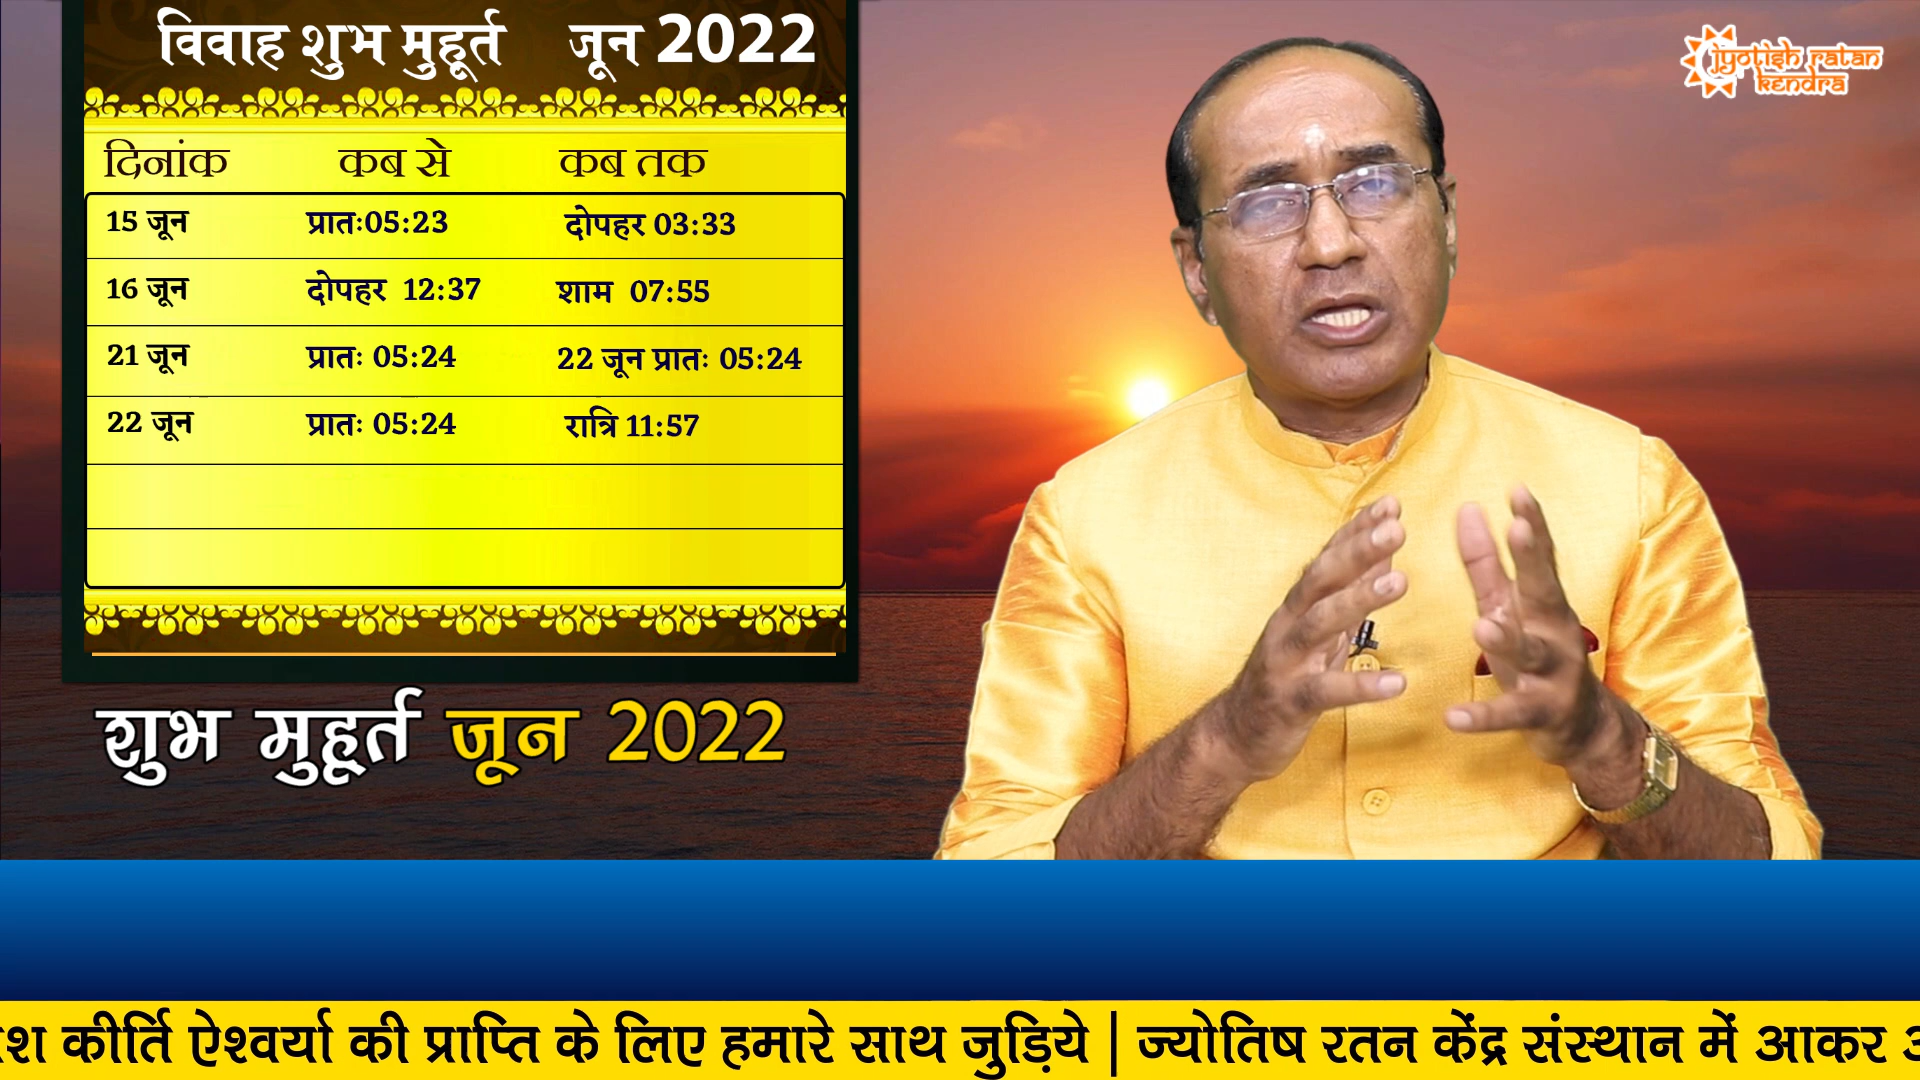 विवाह शुभ मुहूर्त जून 2022
jyotish ratan
kendra
दिनांक कब से कब तक
15 जून प्रातः05:23 दोपहर 03:33
16 जून दोपहर 12:37 शाम 07:55
21 जून प्रातः 05:24 22 जून प्रातः 05:24
22 जून प्रातः 05:24 रात्रि 11:57
शुभ मुहूर्त जून 2022
कीर्ति ऐश्वर्या की प्राप्ति के लिए हमारे साथ जुड़िये | ज्योतिष रतन केंद्र संस्थान में आकर